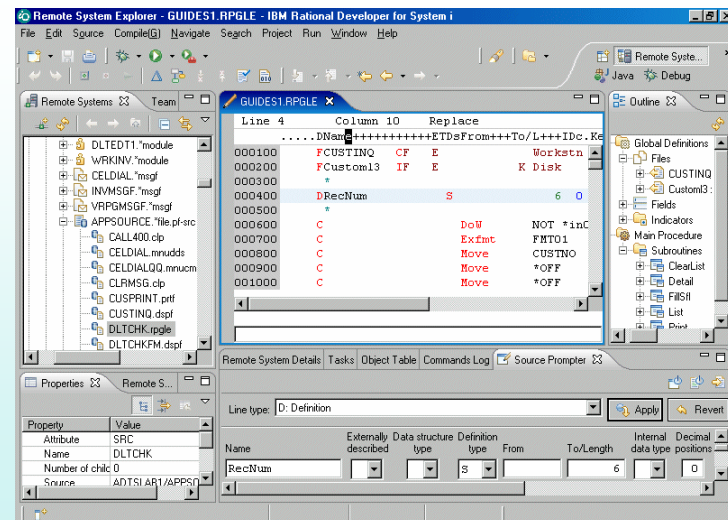 Remote System Explorer - GUIDES1.RPGLE - IBM Rational Developer for System i
File Edit Source Compile(G) Navigate Search Project Run Window Help
Remote Syste...
Java Debug
Remote Systems Team
DLTEDT1.*module
WRKINV.*module
CELDIAL.*msgf
INVMSGF.*msgf
VRPGMSGF.*msgf
APPSOURCE.*file.pf-src
CALL400.clp
CELDIAL.mnudds
CELDIALQQ.mnucm
CLRMSG.clp
CUSPRINT.prtf
CUSTINQ.dspf
DLTCHK.rpgle
DLTCHKFM.dspf
GUIDES1.RPGLE
Line 4 Column 10 Replace
.....DName+++++++++++ETDsFrom+++To/L+++IDc.Ke
000100 FCUSTINQ CF E Workstn
000200 FCustoml3 IF E K Disk
000300 *
000400 DRecNum S 6 0
000500 *
000600 C DoW NOT *inC
000700 C Exfmt FMT01
000800 C Move CUSTNO
000900 C Move *OFF
001000 C Move *OFF
Outline
Global Definitions
Files
CUSTINQ
Customl3 :
Fields
Indicators
Main Procedure
Subroutines
ClearList
Detail
FillSfl
List
Print
Properties Remote S...
Property Value
Attribute SRC
Name DLTCHK
Number of chilc 0
Source ADTSLAB1/APPSO
Remote System Details Tasks Object Table Commands Log Source Prompter
Line type: D: Definition Apply Revert
Name Externally described Data structure type Definition type From To/Length Internal data type Decimal positions
RecNum S 6 0